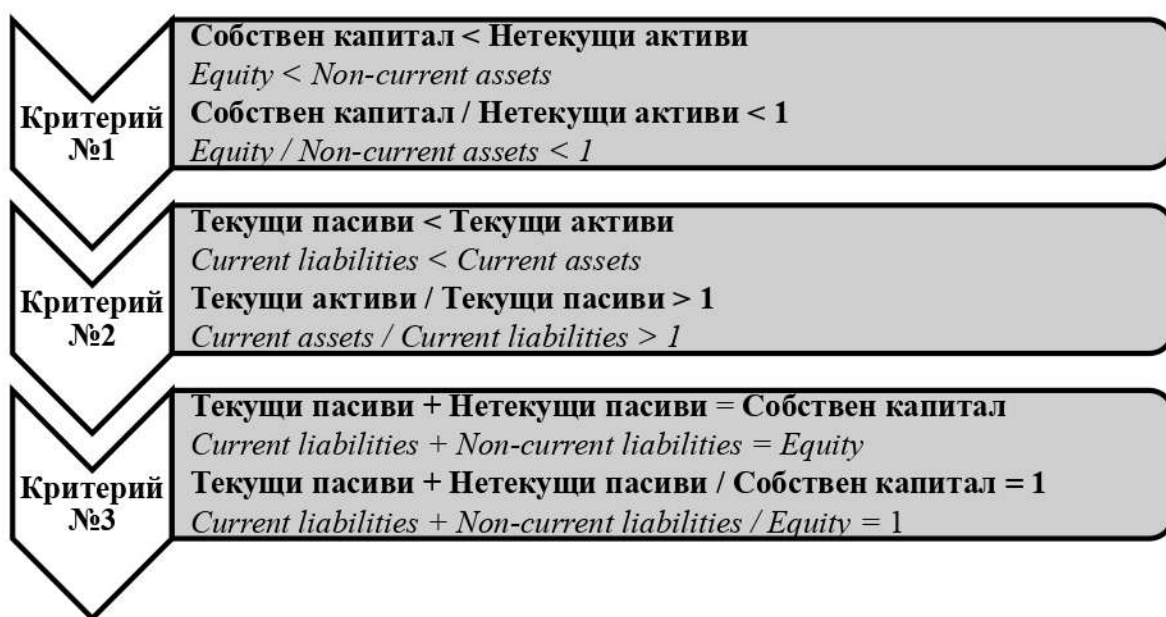 Критерий
№1
Собствен капитал < Нетекущи активи
Equity < Non-current assets
Собствен капитал / Нетекущи активи < 1
Equity / Non-current assets < 1
Критерий
№2
Текущи пасиви < Текущи активи
Current liabilities < Current assets
Текущи активи / Текущи пасиви > 1
Current assets / Current liabilities > 1
Критерий
№3
Текущи пасиви + Нетекущи пасиви = Собствен капитал
Current liabilities + Non-current liabilities = Equity
Текущи пасиви + Нетекущи пасиви / Собствен капитал = 1
Current liabilities + Non-current liabilities / Equity = 1